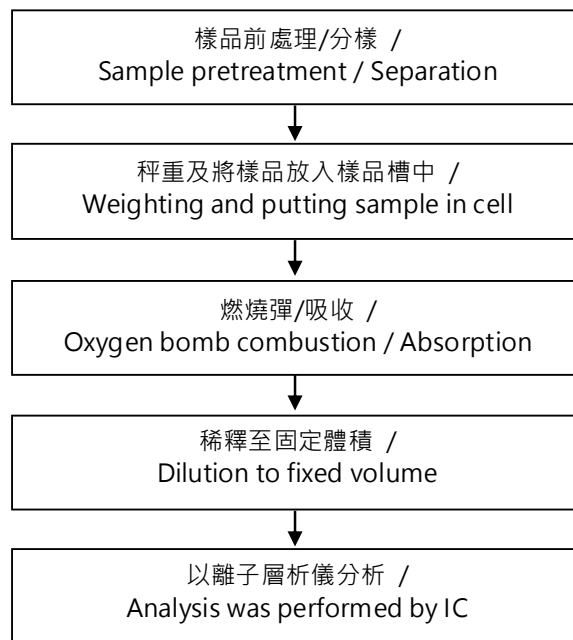 樣品前處理/分樣 /
Sample pretreatment / Separation
秤重及將樣品放入樣品槽中 /
Weighting and putting sample in cell
燃燒彈/吸收 /
Oxygen bomb combustion / Absorption
稀釋至固定體積 /
Dilution to fixed volume
以離子層析儀分析 /
Analysis was performed by IC